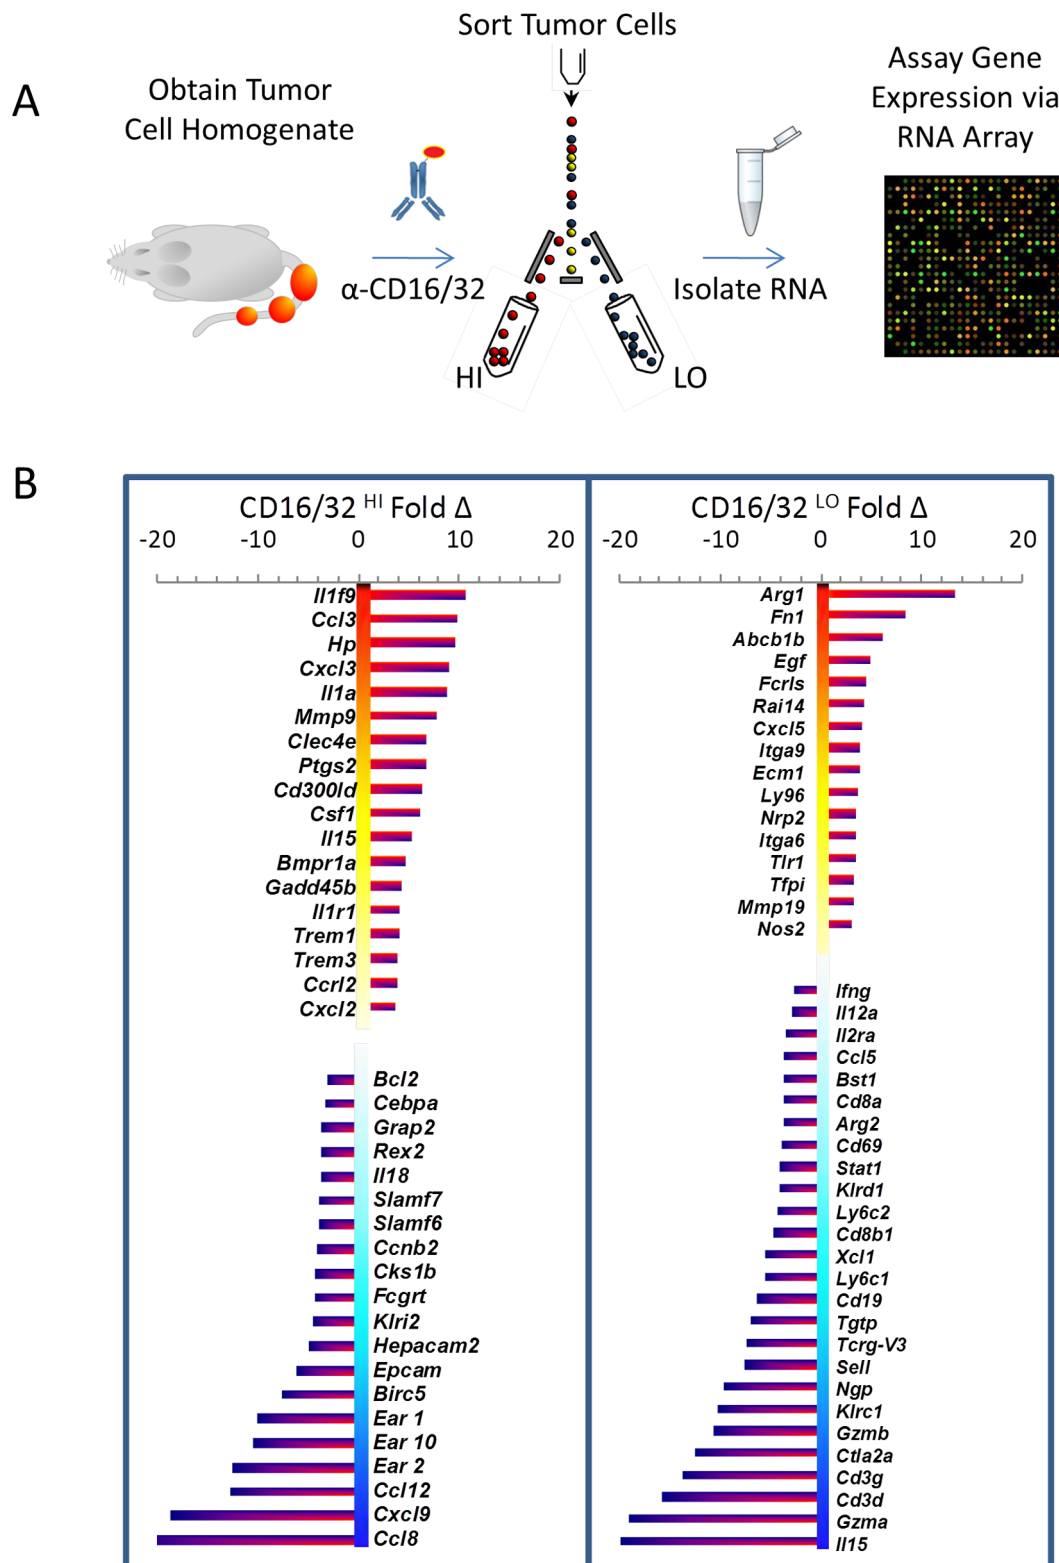 A
Obtain Tumor
Cell Homogenate
Sort Tumor Cells
Assay Gene
Expression via
RNA Array
α-CD16/32
Isolate RNA
HI
LO
B
CD16/32 HI Fold Δ
-20 -10 0 10 20
Il1f9
Ccl3
Hp
Cxcl3
Il1a
Mmp9
Clec4e
Ptgs2
Cd300ld
Csf1
Il15
Bmpr1a
Gadd45b
Il1r1
Trem1
Trem3
Ccrl2
Cxcl2
Bcl2
Cebpa
Grap2
Rex2
Il18
Slamf7
Slamf6
Ccnb2
Cks1b
Fcgrt
Klri2
Hepacam2
Epcam
Birc5
Ear 1
Ear 10
Ear 2
Ccl12
Cxcl9
Ccl8
CD16/32 LO Fold Δ
-20 -10 0 10 20
Arg1
Fn1
Abcb1b
Egf
Fcrls
Rai14
Cxcl5
Itga9
Ecm1
Ly96
Nrp2
Itga6
Tlr1
Tfpi
Mmp19
Nos2
Ifng
Il12a
Il2ra
Ccl5
Bst1
Cd8a
Arg2
Cd69
Stat1
Klrd1
Ly6c2
Cd8b1
Xcl1
Ly6c1
Cd19
Tgtp
Tcrg-V3
Sell
Ngp
Klrc1
Gzmb
Ctla2a
Cd3g
Cd3d
Gzma
Il15